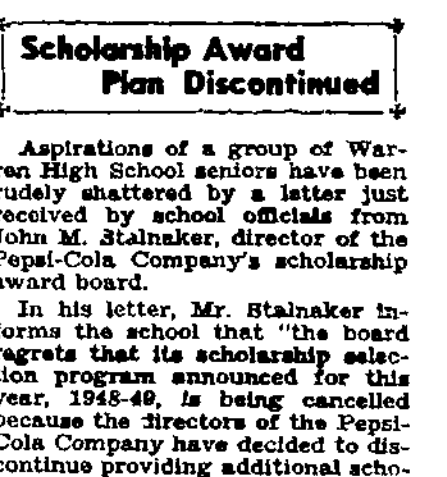 Scholarship Award
Plan Discontinued
Aspirations of a group of War-
ren High School seniors have been
rudely shattered by a latter just
received by school officials from
John M. Stalnaker, director of the
Pepsi-Cola Company's scholarship
award board.
In his letter, Mr. Stalnaker in-
forms the school that "the board
regrets that its scholarship selec-
tion program announced for this
year, 1948-49, is being cancelled
because the directors of the Pepsi-
Cola Company have decided to dis-
continue providing additional scho-